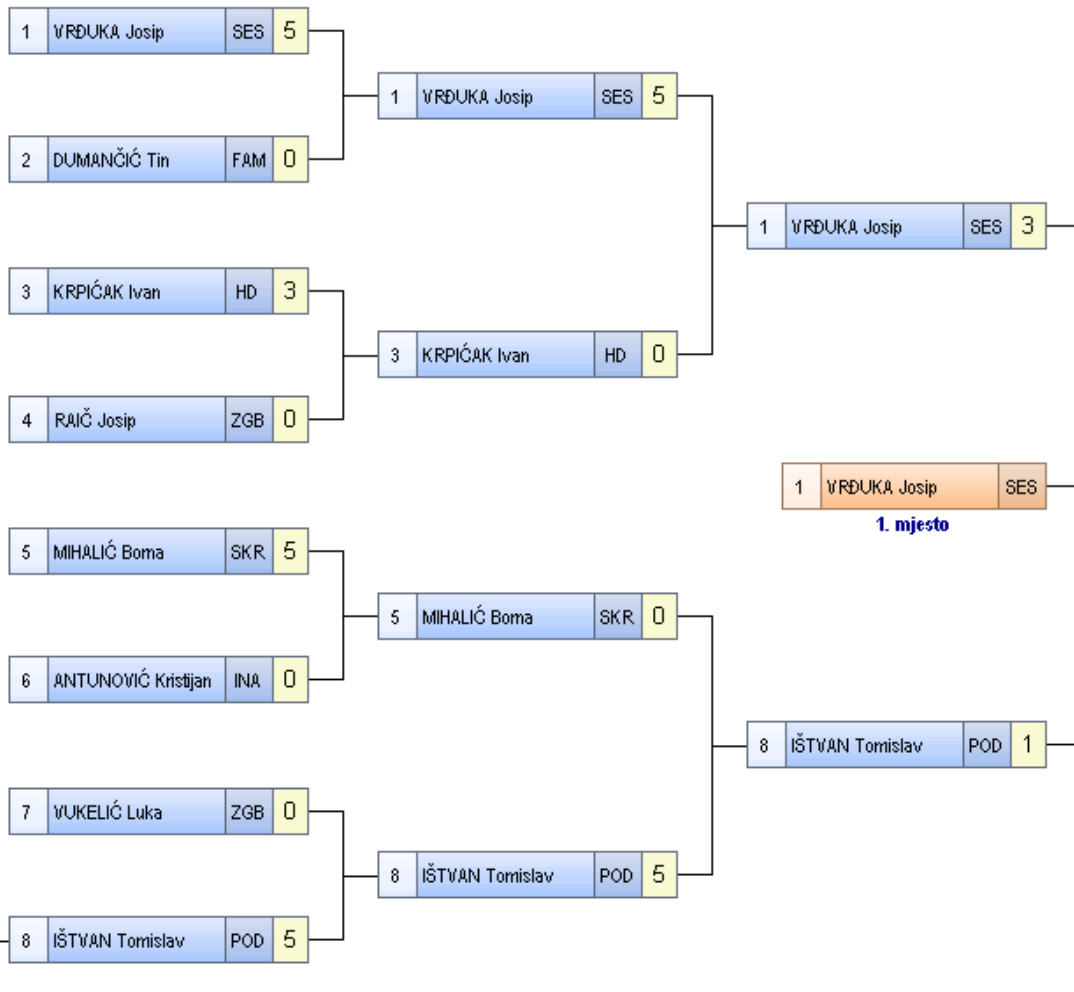 1 VRĐUKA Josip SES 5
1 VRĐUKA Josip SES 5
2 DUMANČIĆ Tin FAM 0
1 VRĐUKA Josip SES 3
3 KRPIĆAK Ivan HD 3
3 KRPIĆAK Ivan HD 0
4 RAIČ Josip ZGB 0
1 VRĐUKA Josip SES
1. mjesto
5 MIHALIĆ Borna SKR 5
5 MIHALIĆ Borna SKR 0
6 ANTUNOVIĆ Kristijan INA 0
8 IŠTVAN Tomislav POD 1
7 VUKELIĆ Luka ZGB 0
8 IŠTVAN Tomislav POD 5
8 IŠTVAN Tomislav POD 5